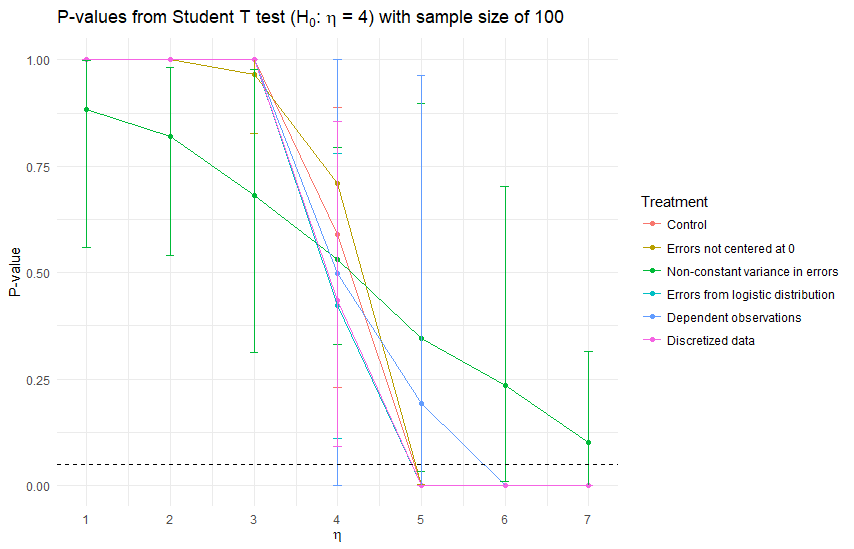 P-values from Student T test (H₀: η = 4) with sample size of 100
P-value
1.00
0.75
0.50
0.25
0.00
1 2 3 4 5 6 7
η
Treatment
Control
Errors not centered at 0
Non-constant variance in errors
Errors from logistic distribution
Dependent observations
Discretized data